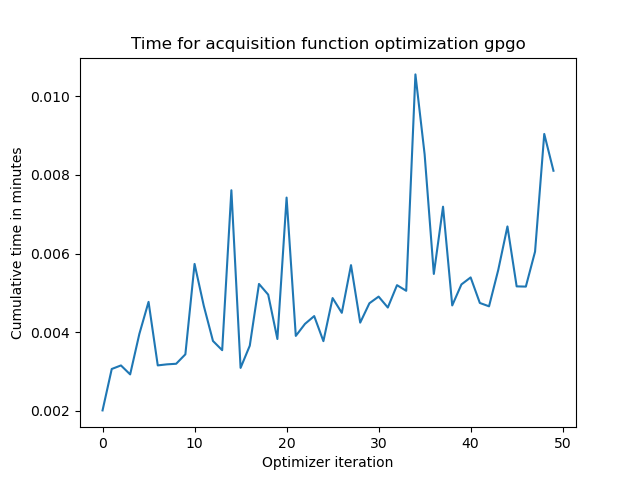 Time for acquisition function optimization gpgo
0.010
0.008
0.006
0.004
0.002
Cumulative time in minutes
0 10 20 30 40 50
Optimizer iteration